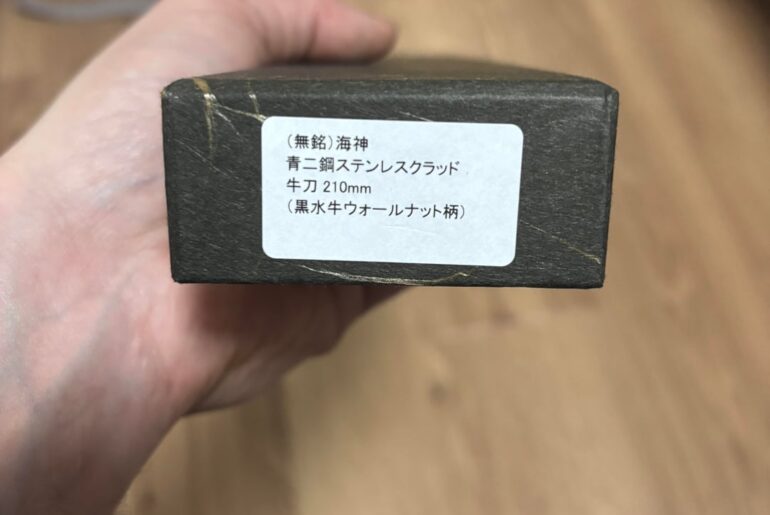 （無銘）海神
青二鋼ステンレスクラッド
牛刀 210mm
（黒水牛ウォールナット柄）